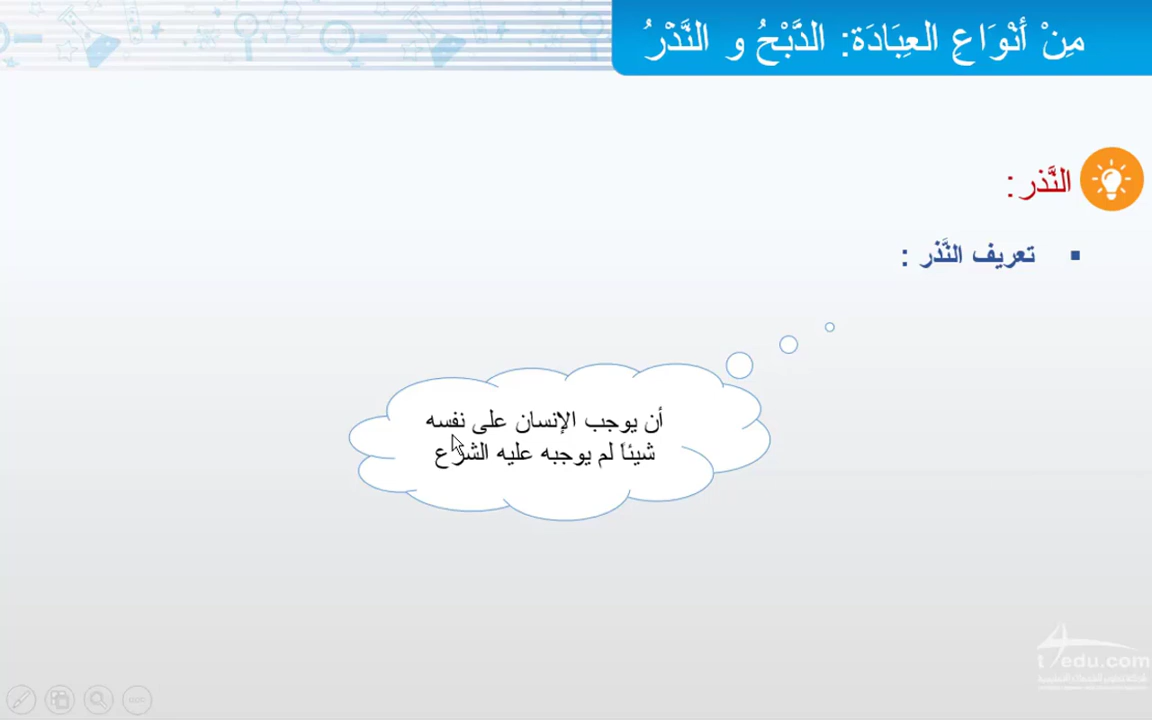 مِنْ أَنْوَاعِ العِبَادَة: الذَّبْحُ و النَّذْرُ
النَّذر :
▪ تعريف النَّذر :
أن يوجب الإنسان على نفسه
شيئاً لم يوجبه عليه الشرع
t4edu.com